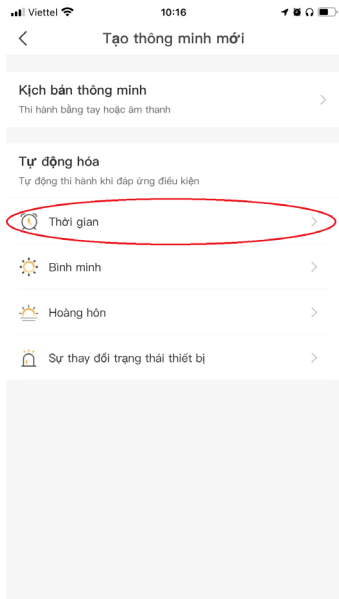 Viettel 10:16
Tạo thông minh mới
Kịch bản thông minh
Thi hành bằng tay hoặc âm thanh
Tự động hóa
Tự động thi hành khi đáp ứng điều kiện
Thời gian
Bình minh
Hoàng hôn
Sự thay đổi trạng thái thiết bị